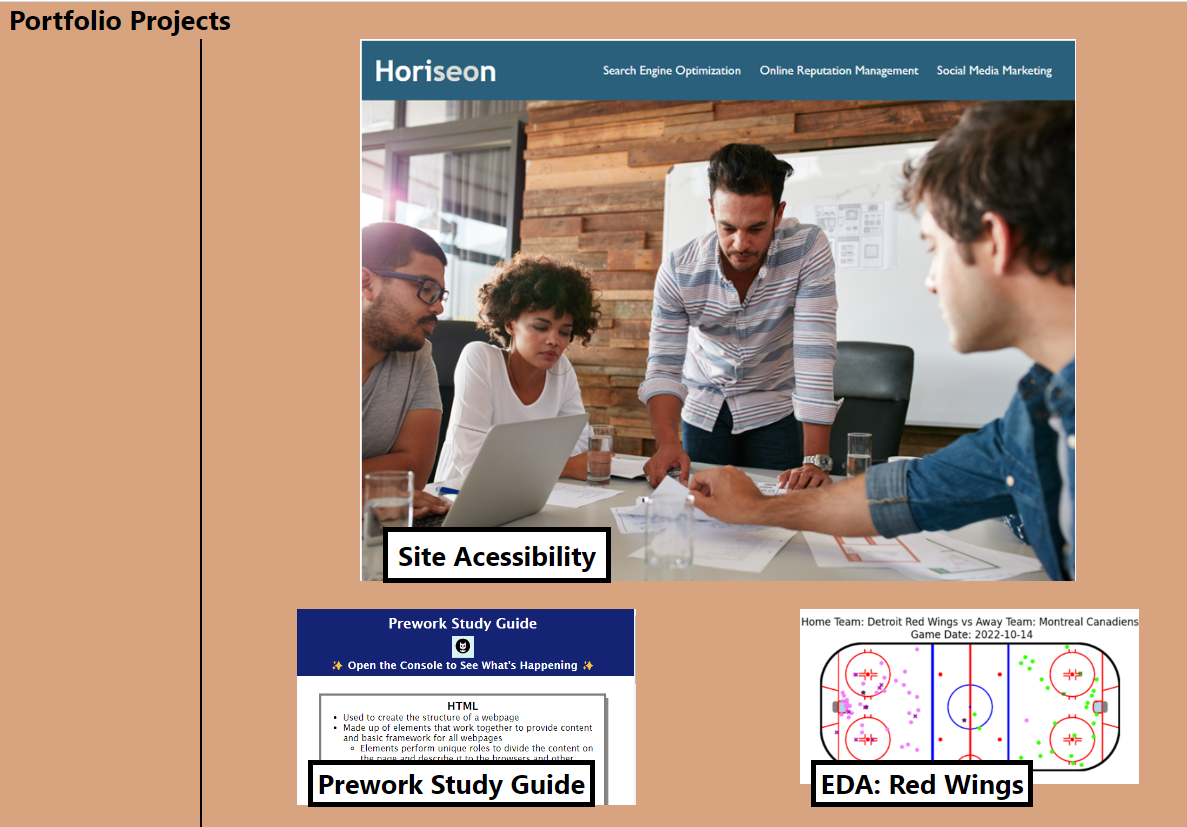 Portfolio Projects
Horiseon
Search Engine Optimization Online Reputation Management Social Media Marketing
Site Acessibility
Prework Study Guide
✨ Open the Console to See What's Happening ✨
HTML
• Used to create the structure of a webpage
• Made up of elements that work together to provide content
and basic framework for all webpages
◦ Elements perform unique roles to divide the content on
the page and describe it to the browsers and other
Prework Study Guide
Home Team: Detroit Red Wings vs Away Team: Montreal Canadiens
Game Date: 2022-10-14
EDA: Red Wings